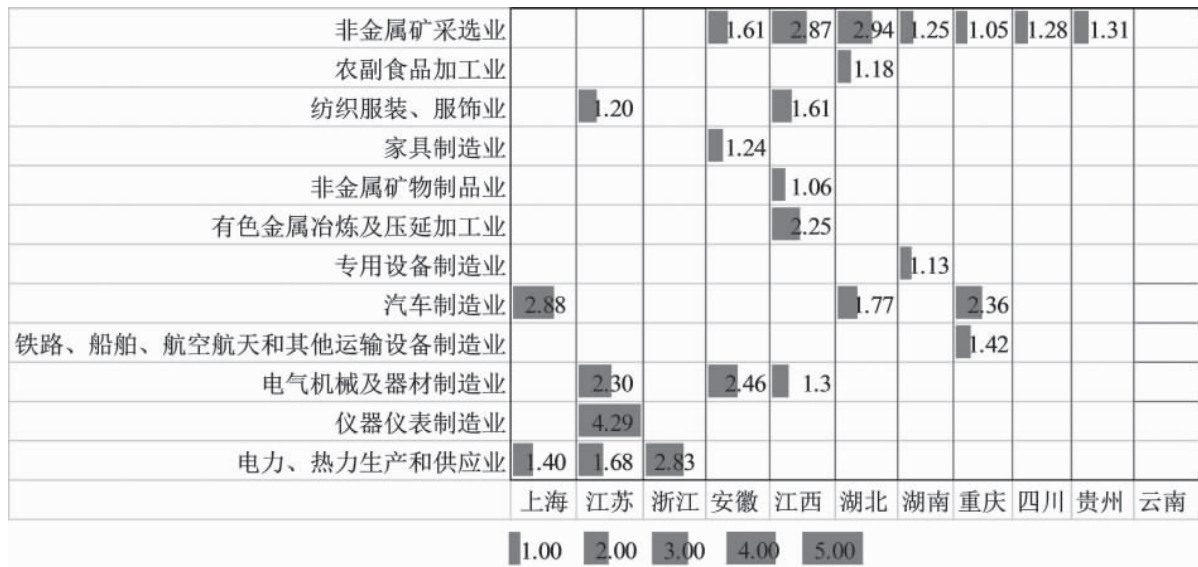 非金属矿采选业 1.61 2.87 2.94 1.25 1.05 1.28 1.31
农副食品加工业 1.18
纺织服装、服饰业 1.20 1.61
家具制造业 1.24
非金属矿物制品业 1.06
有色金属冶炼及压延加工业 2.25
专用设备制造业 1.13
汽车制造业 2.88 1.77 2.36
铁路、船舶、航空航天和其他运输设备制造业 1.42
电气机械及器材制造业 2.30 2.46 1.3
仪器仪表制造业 4.29
电力、热力生产和供应业 1.40 1.68 2.83
上海 江苏 浙江 安徽 江西 湖北 湖南 重庆 四川 贵州 云南
1.00 2.00 3.00 4.00 5.00